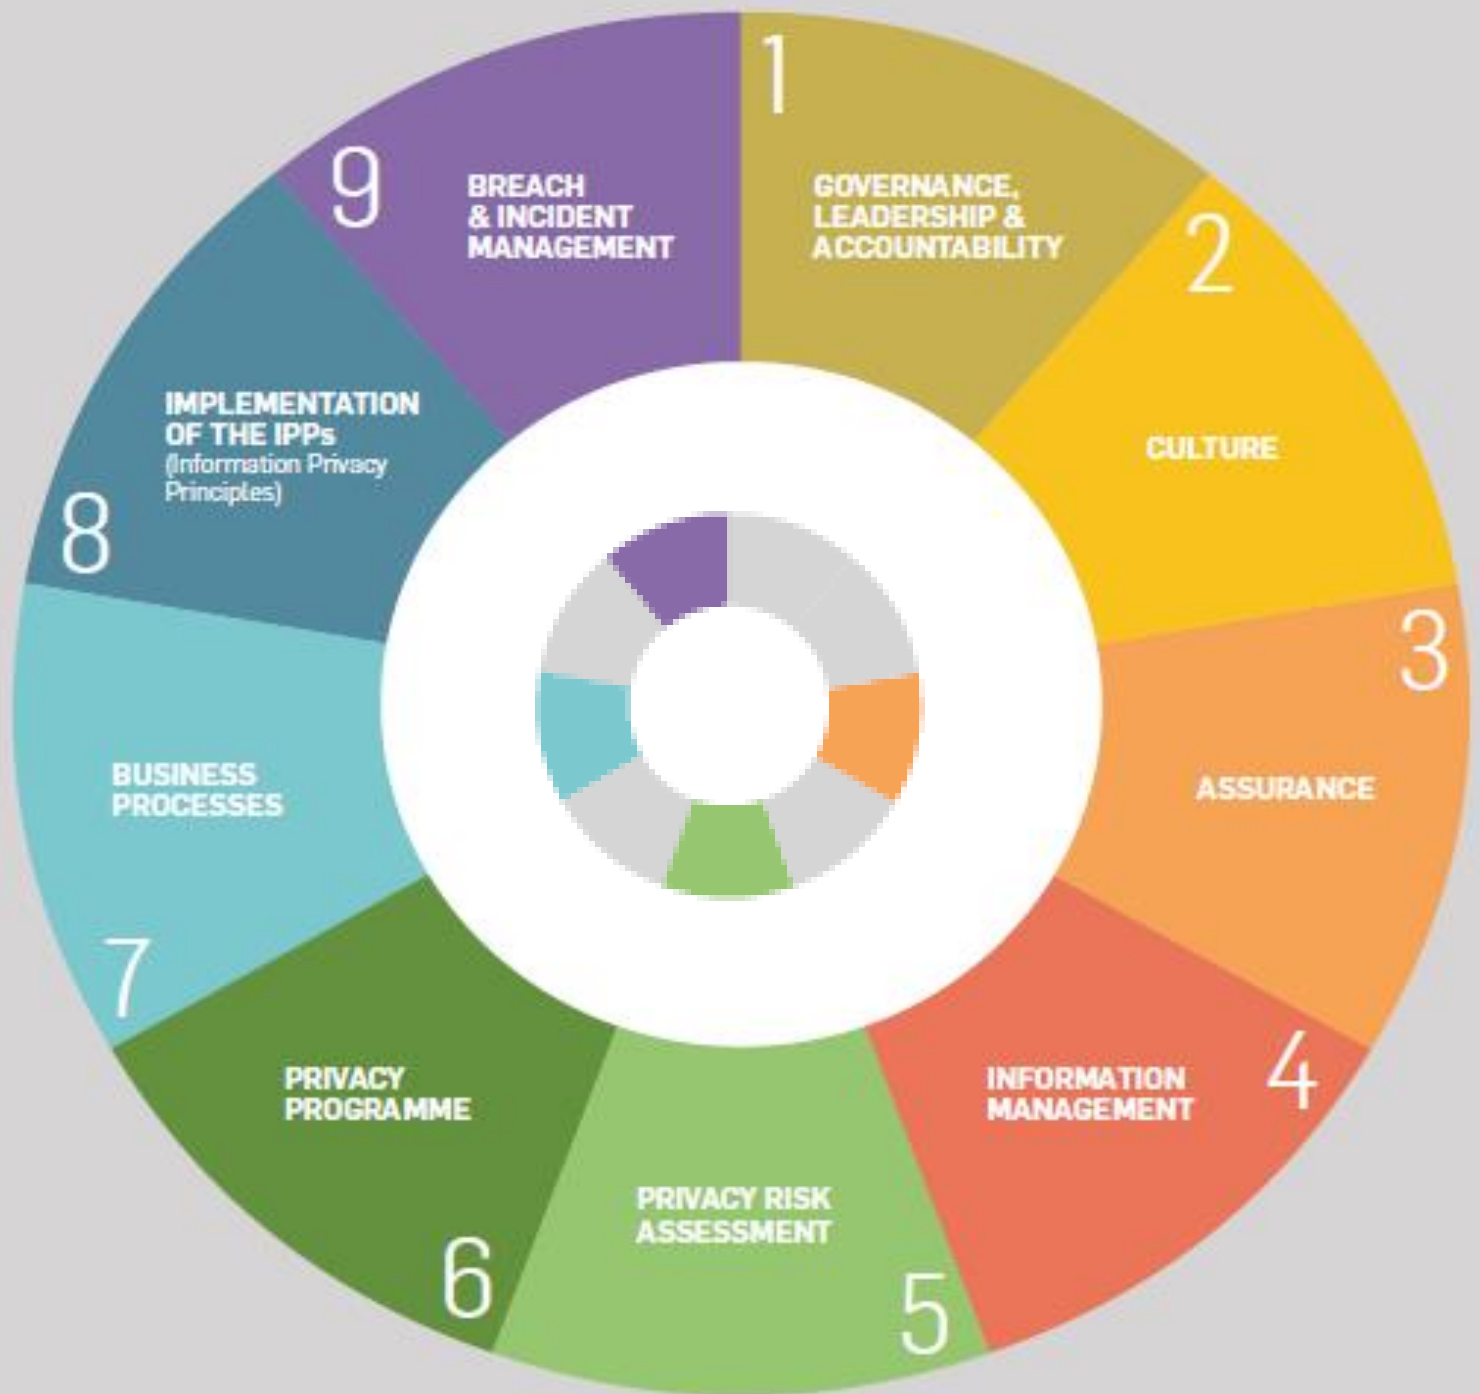 1
GOVERNANCE,
LEADERSHIP &
ACCOUNTABILITY
2
CULTURE
3
ASSURANCE
4
INFORMATION
MANAGEMENT
5
PRIVACY RISK
ASSESSMENT
6
PRIVACY
PROGRAMME
7
BUSINESS
PROCESSES
8
IMPLEMENTATION
OF THE IPPs
(Information Privacy
Principles)
9
BREACH
& INCIDENT
MANAGEMENT